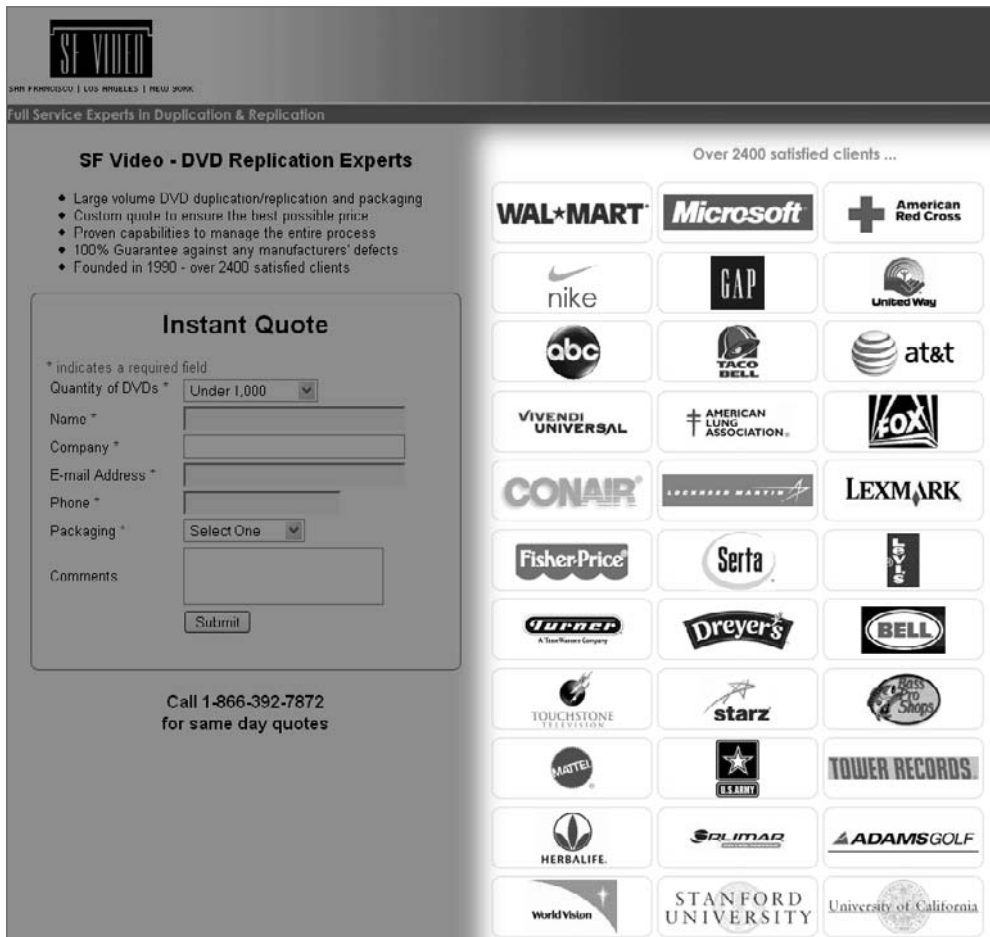 SF VIDEO
SAN FRANCISCO | LOS ANGELES | NEW YORK
Full Service Experts in Duplication & Replication
SF Video - DVD Replication Experts
Large volume DVD duplication/replication and packaging
Custom quote to ensure the best possible price
Proven capabilities to manage the entire process
100% Guarantee against any manufacturers' defects
Founded in 1990 - over 2400 satisfied clients
Instant Quote
* indicates a required field
Quantity of DVDs * Under 1,000
Name *
Company *
E-mail Address *
Phone *
Packaging * Select One
Comments
Submit
Call 1-866-392-7872
for same day quotes
Over 2400 satisfied clients ...
WAL★MART Microsoft American
Red Cross
nike GAP United Way
abc TACO
BELL at&t
VIVENDI
UNIVERSAL AMERICAN
LUNG
ASSOCIATION® FOX
CONAIR® LOCKHEED MARTIN LEXMARK
Fisher-Price® Serta Levi's
Turner
A Time Warner Company Dreyer's BELL
TOUCHSTONE
TELEVISION starz Bass
Pro
Shops
MATTEL® U.S. ARMY TOWER RECORDS
HERBALIFE. SOLIMAR ADAMSGOLF
World Vision STANFORD
UNIVERSITY University of California